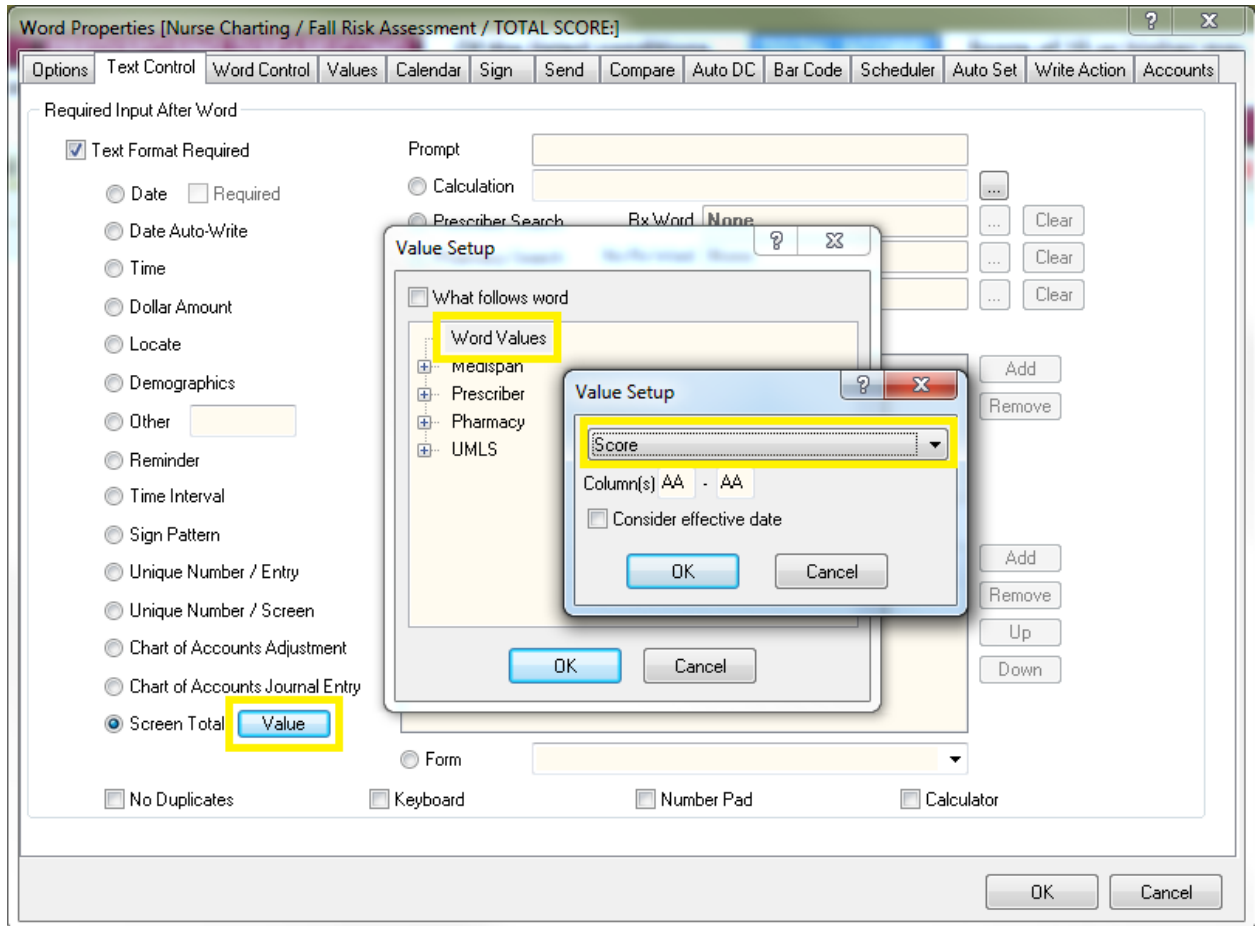 Word Properties [Nurse Charting / Fall Risk Assessment / TOTAL SCORE:]
Options Text Control Word Control Values Calendar Sign Send Compare Auto DC Bar Code Scheduler Auto Set Write Action Accounts
Required Input After Word
Text Format Required
Prompt
Date Required
Calculation ...
Date Auto-Write
Prescriber Search Rx Word None ... Clear
Time
... Clear
Dollar Amount
... Clear
Locate
Demographics
Other
Reminder
Time Interval
Sign Pattern
Unique Number / Entry
Unique Number / Screen
Chart of Accounts Adjustment
Chart of Accounts Journal Entry
Screen Total Value
Value Setup
What follows word
Word Values
Medispan
Prescriber
Pharmacy
UMLS
OK Cancel
Value Setup
Score
Column(s) AA - AA
Consider effective date
OK Cancel
Add
Remove
Add
Remove
Up
Down
Form
No Duplicates Keyboard Number Pad Calculator
OK Cancel